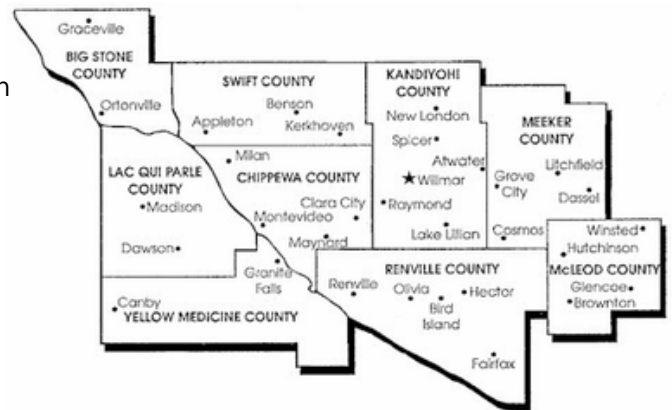 Graceville
BIG STONE
COUNTY
n
Ortonville
SWIFT COUNTY
Benson
Appleton
Kerkhoven
KANDIYOHI
COUNTY
New London
Spicer
Atwater
Willmar
Raymond
Lake Lillian
MEEKER
COUNTY
Litchfield
Grove
City
Dassel
Cosmos
LAC QUI PARLE
COUNTY
Madison
Dawson
Milan
CHIPPEWA COUNTY
Clara City
Montevideo
Maynard
Granite
Falls
Canby
YELLOW MEDICINE COUNTY
RENVILLE COUNTY
Renville
Olivia
Hector
Bird
Island
Fairfax
Winsted
Hutchinson
McLEOD COUNTY
Glencoe
Brownton